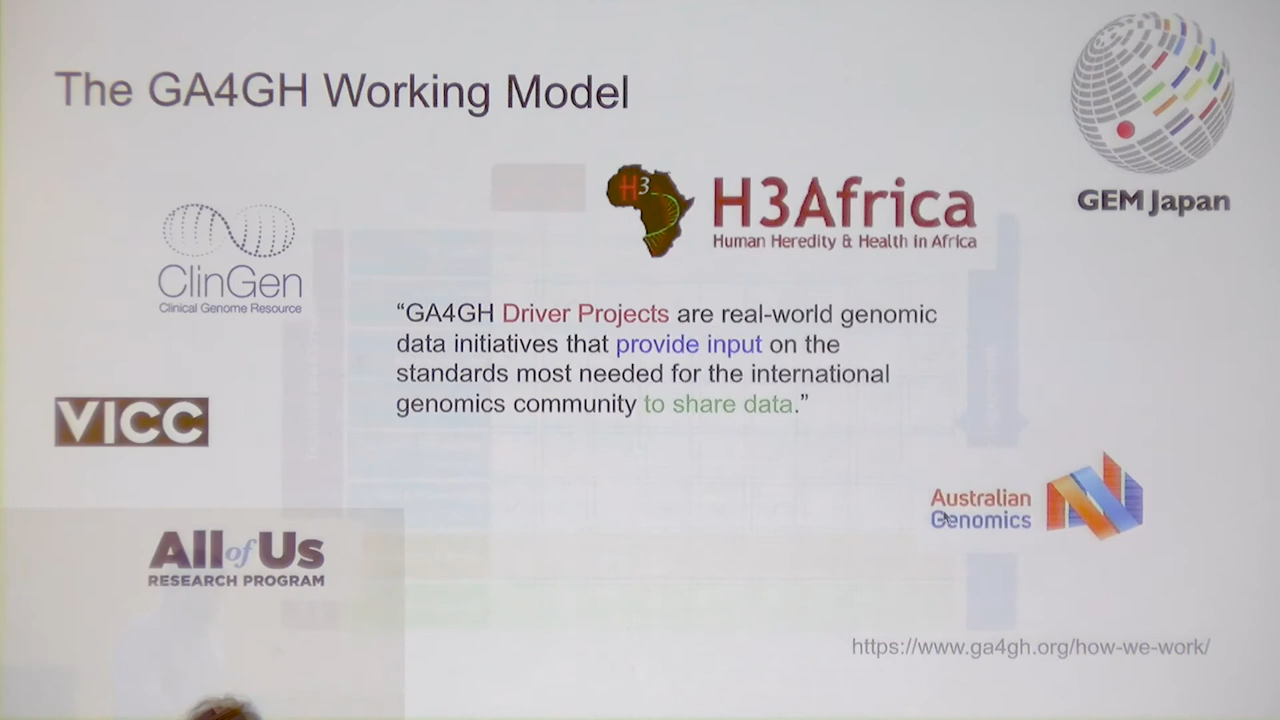 The GA4GH Working Model
GEM Japan
H3
H3Africa
Human Heredity & Health in Africa
ClinGen
Clinical Genome Resource
“GA4GH Driver Projects are real-world genomic
data initiatives that provide input on the
standards most needed for the international
genomics community to share data.”
VICC
Australian
Genomics
All of Us
RESEARCH PROGRAM
https://www.ga4gh.org/how-we-work/